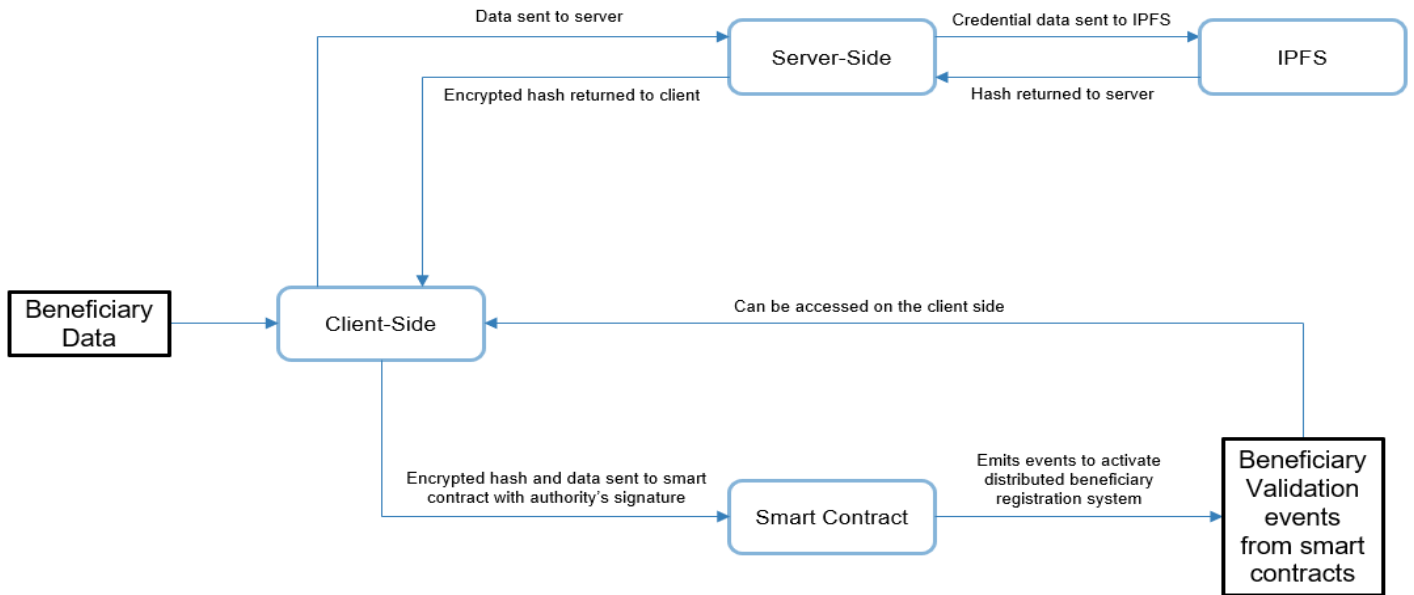 Data sent to server
Server-Side
Credential data sent to IPFS
IPFS
Encrypted hash returned to client
Hash returned to server
Beneficiary
Data
Client-Side
Can be accessed on the client side
Encrypted hash and data sent to smart
contract with authority's signature
Smart Contract
Emits events to activate
distributed beneficiary
registration system
Beneficiary
Validation
events
from smart
contracts